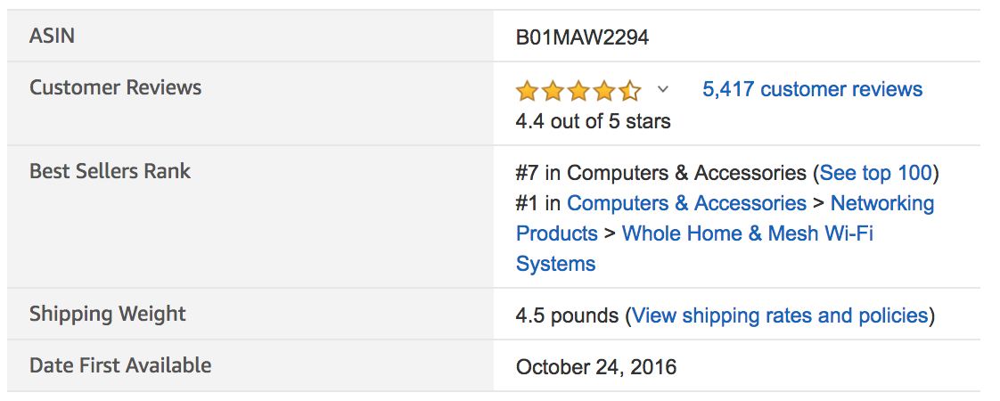 ASIN
B01MAW2294
Customer Reviews
5,417 customer reviews
4.4 out of 5 stars
Best Sellers Rank
#7 in Computers & Accessories (See top 100)
#1 in Computers & Accessories > Networking
Products > Whole Home & Mesh Wi-Fi
Systems
Shipping Weight
4.5 pounds (View shipping rates and policies)
Date First Available
October 24, 2016